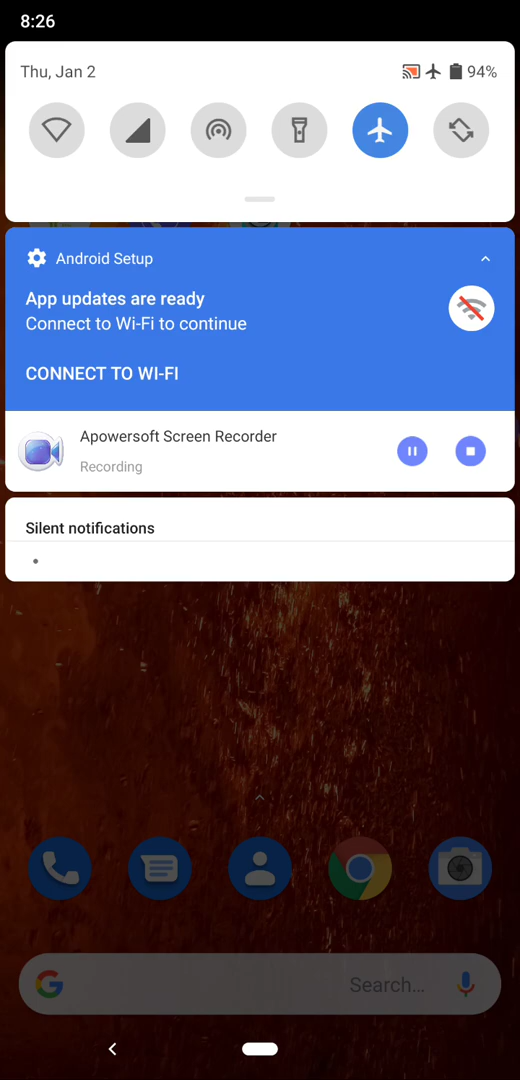 8:26
Thu, Jan 2
94%
Android Setup
App updates are ready
Connect to Wi-Fi to continue
CONNECT TO WI-FI
Apowersoft Screen Recorder
Recording
Silent notifications
Search...